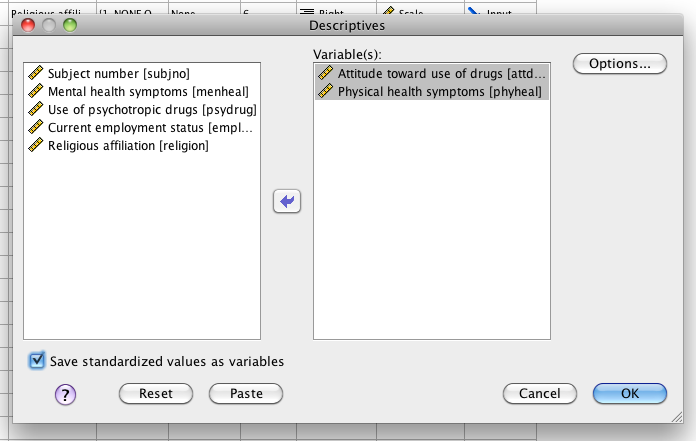 Religious affili... {1, NONE O... None 6 Right Scale Input
Descriptives
Variable(s):
Subject number [subjno]
Mental health symptoms [menheal]
Use of psychotropic drugs [psydrug]
Current employment status [empl...
Religious affiliation [religion]
Attitude toward use of drugs [attd...
Physical health symptoms [phyheal]
Options...
Save standardized values as variables
?
Reset
Paste
Cancel
OK